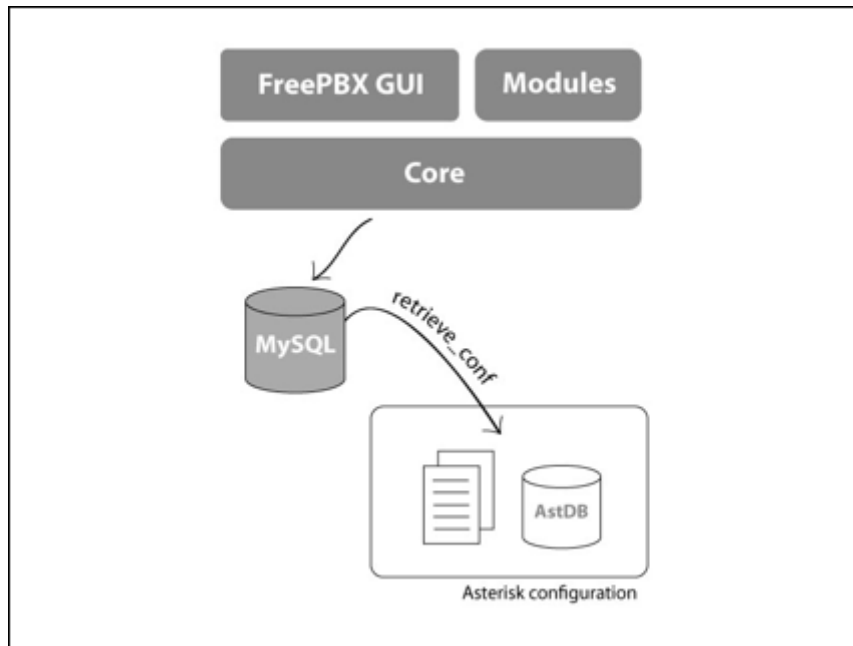 FreePBX GUI
Modules
Core
MySQL
retrieve_conf
AstDB
Asterisk configuration